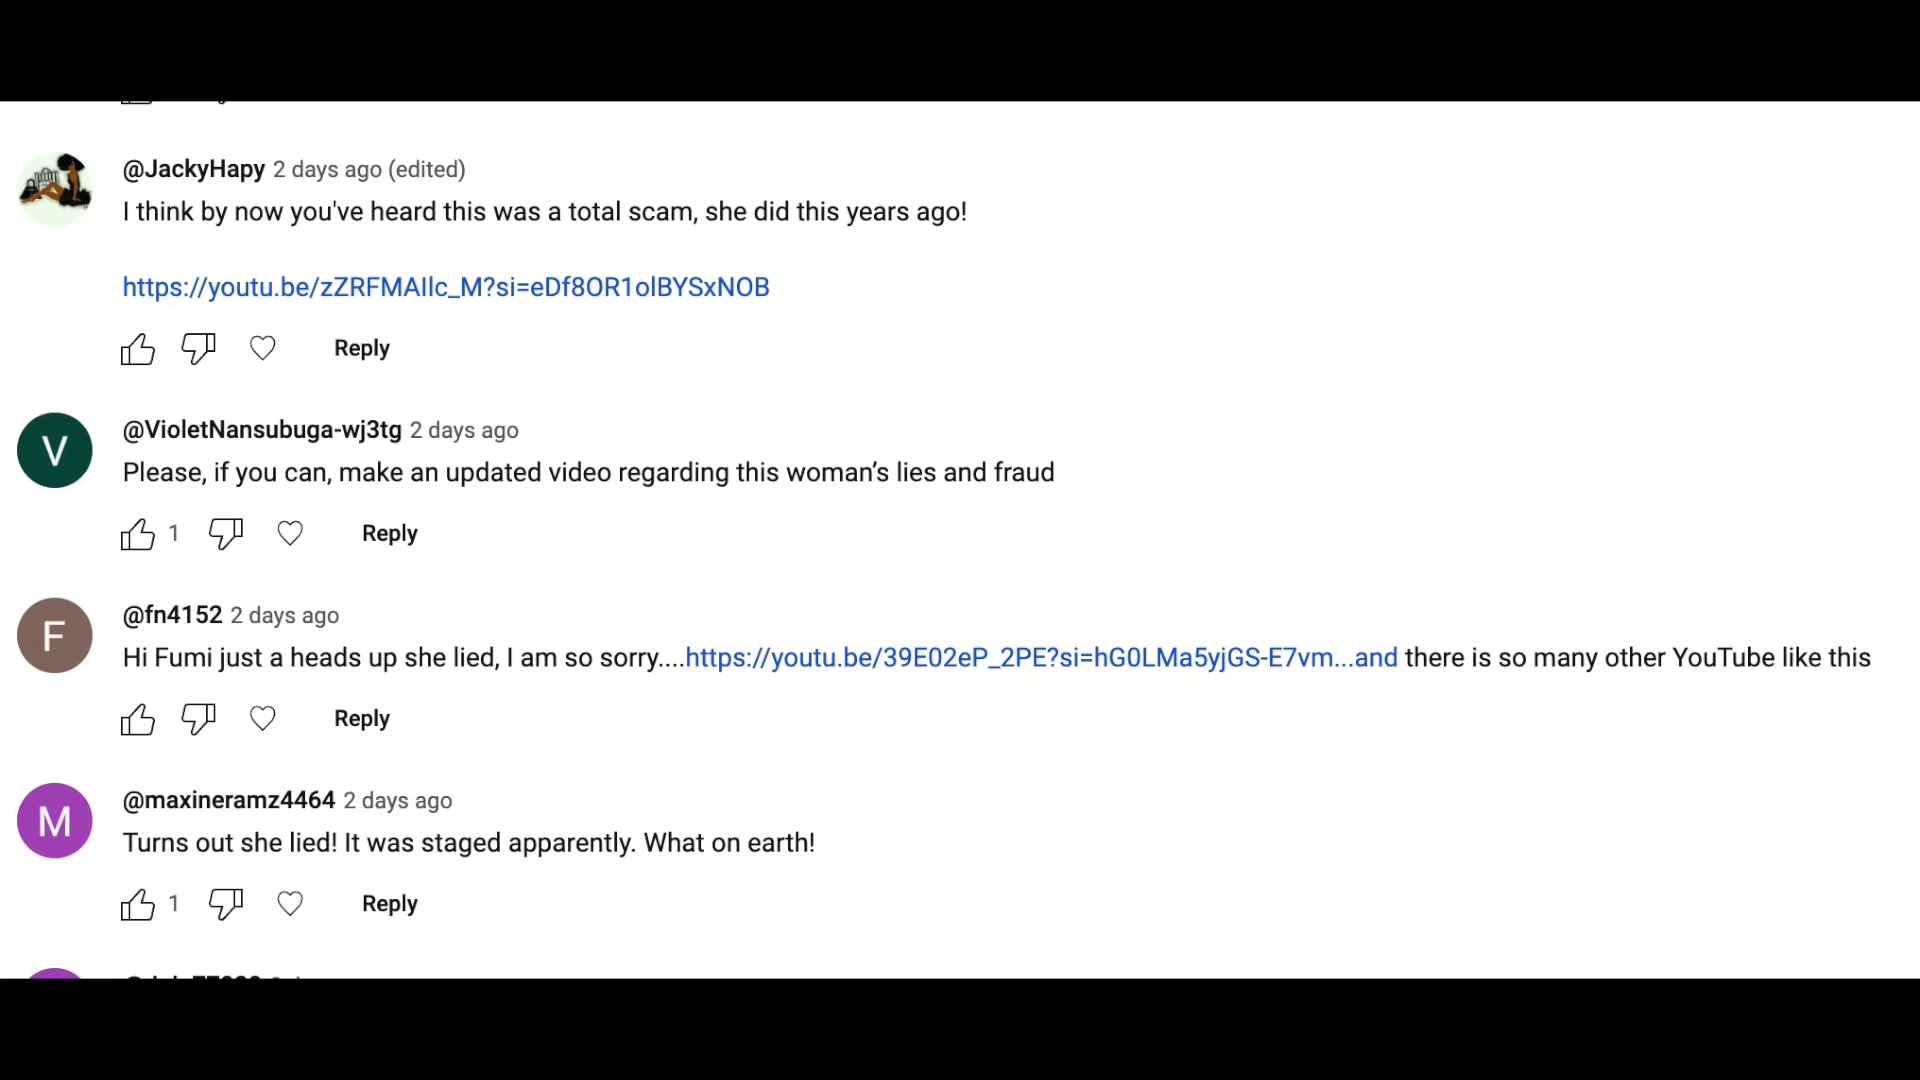 @JackyHapy 2 days ago (edited)
I think by now you've heard this was a total scam, she did this years ago!
https://youtu.be/zZRFMAIlc_M?si=eDf8OR1olBYSxNOB
Reply
V
@VioletNansubuga-wj3tg 2 days ago
Please, if you can, make an updated video regarding this woman’s lies and fraud
1 Reply
F
@fn4152 2 days ago
Hi Fumi just a heads up she lied, I am so sorry....https://youtu.be/39E02eP_2PE?si=hG0LMa5yjGS-E7vm...and there is so many other YouTube like this
Reply
M
@maxineramz4464 2 days ago
Turns out she lied! It was staged apparently. What on earth!
1 Reply